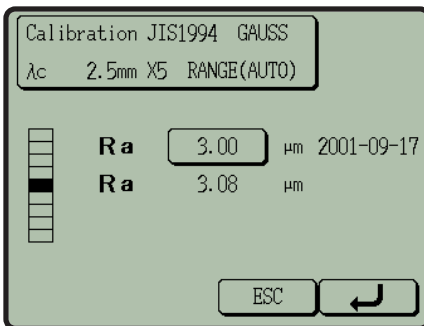 Calibration JIS1994 GAUSS
λc 2.5mm X5 RANGE(AUTO)
Ra 3.00 μm 2001-09-17
Ra 3.08 μm
ESC